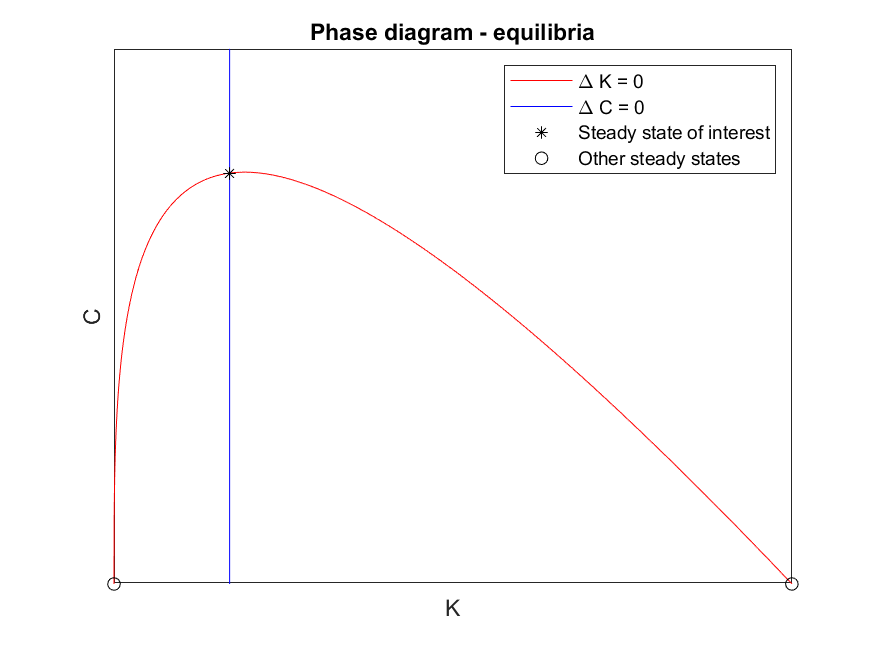 Phase diagram - equilibria
Δ K = 0
Δ C = 0
Steady state of interest
Other steady states
C
K